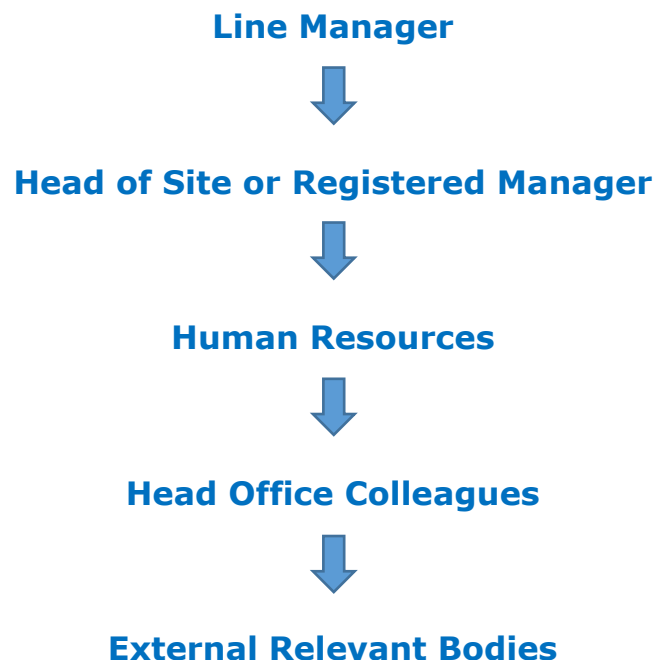 Line Manager
Head of Site or Registered Manager
Human Resources
Head Office Colleagues
External Relevant Bodies